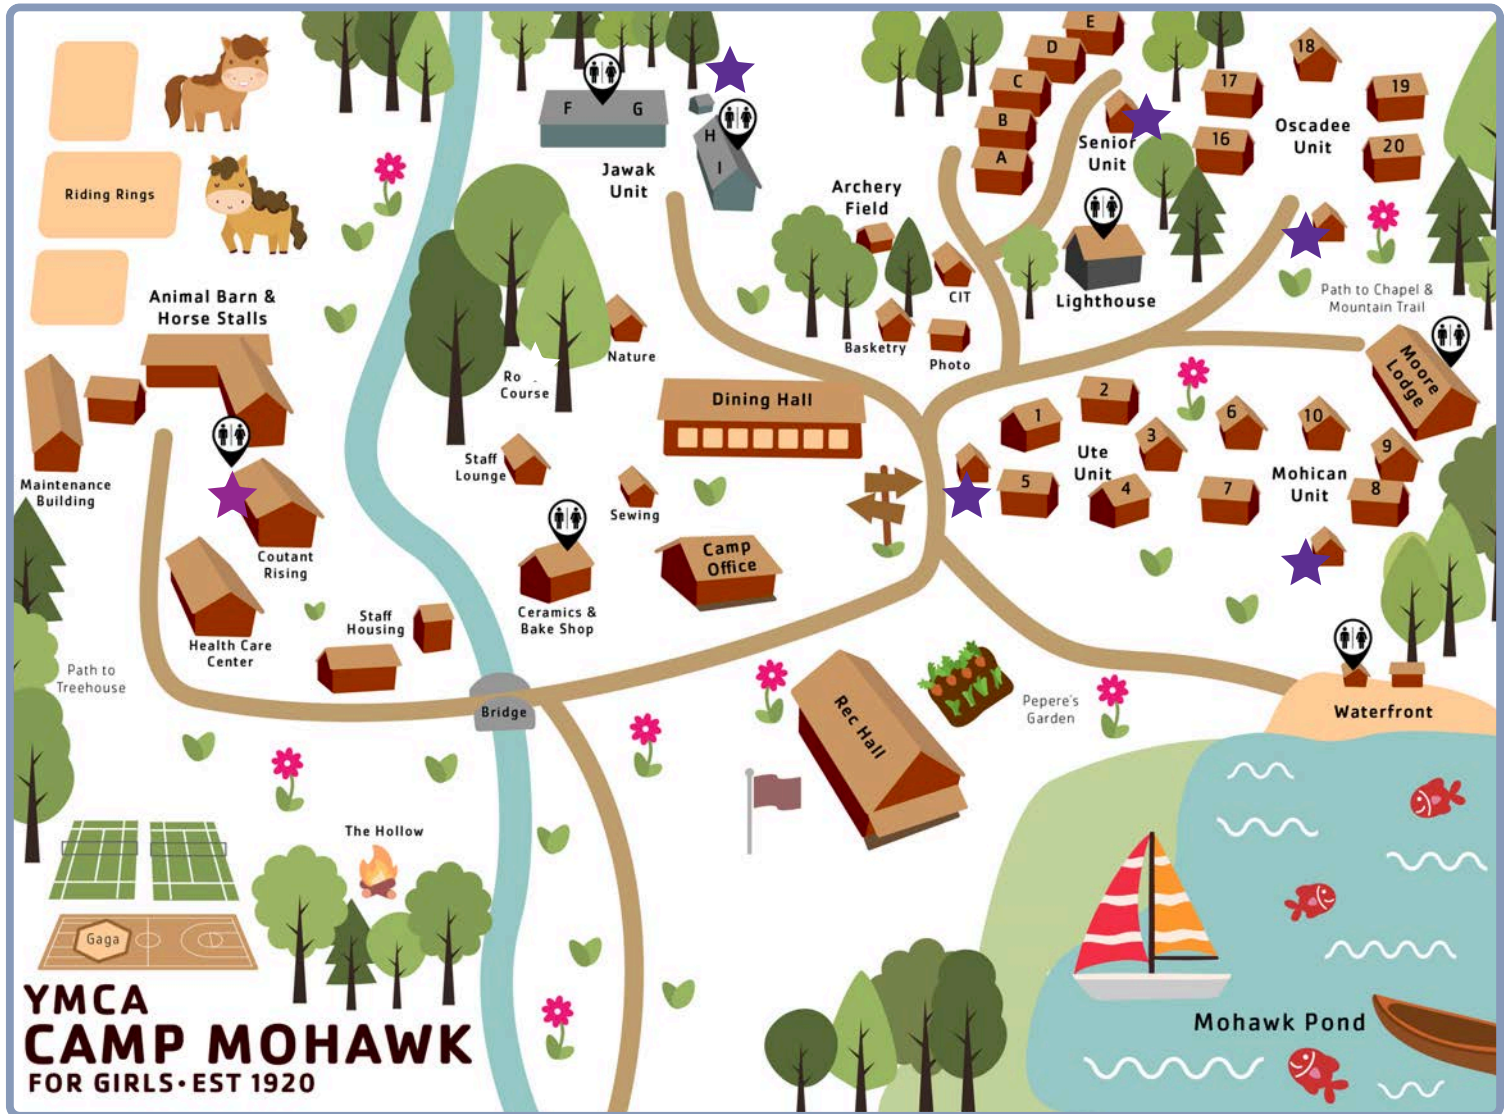 E
D
C
B
A
18
17
19
16
20
Oscadee
Unit
Senior
Unit
F G
H
I
Jawak
Unit
Riding Rings
Archery
Field
CIT
Basketry
Photo
Lighthouse
Path to Chapel &
Mountain Trail
Animal Barn &
Horse Stalls
Nature
Ro
Course
Dining Hall
Moore
Lodge
1
2
3
4
5
Ute
Unit
6
10
9
7
8
Mohican
Unit
Maintenance
Building
Staff
Lounge
Sewing
Coutant
Rising
Camp
Office
Ceramics &
Bake Shop
Staff
Housing
Health Care
Center
Path to
Treehouse
Bridge
Rec Hall
Pepere's
Garden
Waterfront
The Hollow
Gaga
Mohawk Pond
YMCA
CAMP MOHAWK
FOR GIRLS•EST 1920